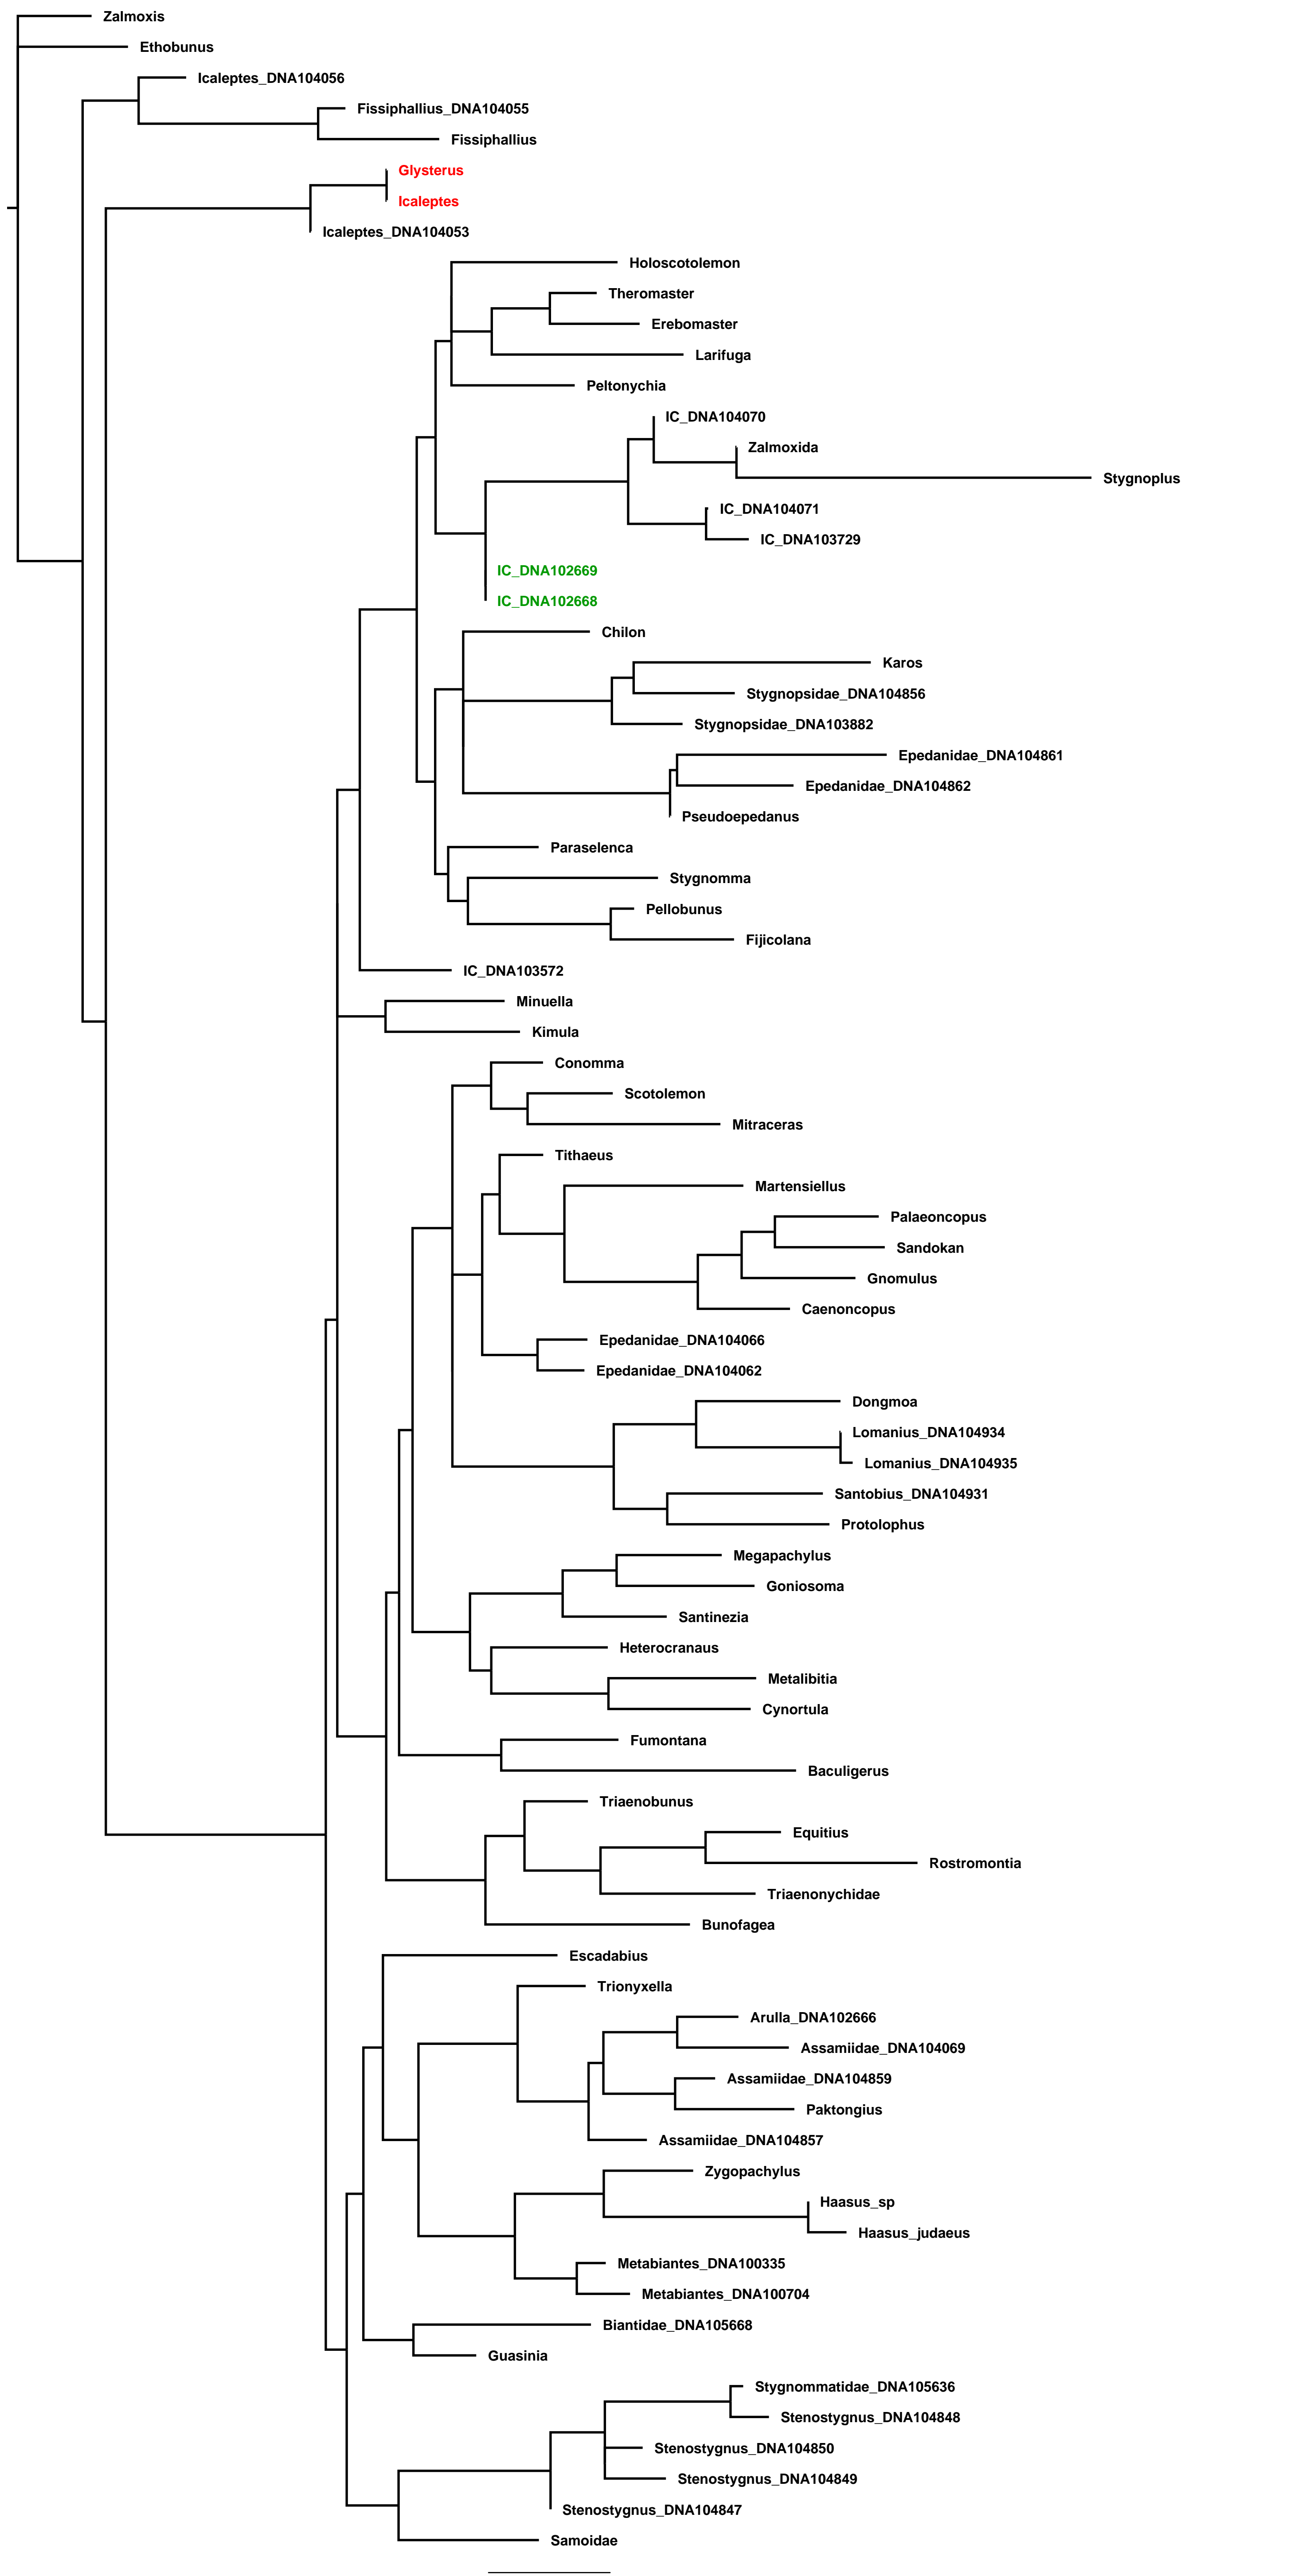 Zalmoxis
Ethobunus
Icaleptes_DNA104056
Fissiphallius_DNA104055
Fissiphallius
Glysterus
Icaleptes
Icaleptes_DNA104053
Holoscotolemon
Theromaster
Erebomaster
Larifuga
Peltonychia
IC_DNA104070
Zalmoxida
Stygnoplus
IC_DNA104071
IC_DNA103729
IC_DNA102669
IC_DNA102668
Chilon
Karos
Stygnopsidae_DNA104856
Stygnopsidae_DNA103882
Epedanidae_DNA104861
Epedanidae_DNA104862
Pseudoepedanus
Paraselenca
Stygnomma
Pellobunus
Fijicolana
IC_DNA103572
Minuella
Kimula
Conomma
Scotolemon
Mitraceras
Tithaeus
Martensiellus
Palaeoncopus
Sandokan
Gnomulus
Caenoncopus
Epedanidae_DNA104066
Epedanidae_DNA104062
Dongmoa
Lomanius_DNA104934
Lomanius_DNA104935
Santobius_DNA104931
Protolophus
Megapachylus
Goniosoma
Santinezia
Heterocranaus
Metalibitia
Cynortula
Fumontana
Baculigerus
Triaenobunus
Equitius
Rostromontia
Triaenonychidae
Bunofagea
Escadabius
Trionyxella
Arulla_DNA102666
Assamiidae_DNA104069
Assamiidae_DNA104859
Paktongius
Assamiidae_DNA104857
Zygopachylus
Haasus_sp
Haasus_judaeus
Metabiantes_DNA100335
Metabiantes_DNA100704
Biantidae_DNA105668
Guasinia
Stygnommatidae_DNA105636
Stenostygnus_DNA104848
Stenostygnus_DNA104850
Stenostygnus_DNA104849
Stenostygnus_DNA104847
Samoidae